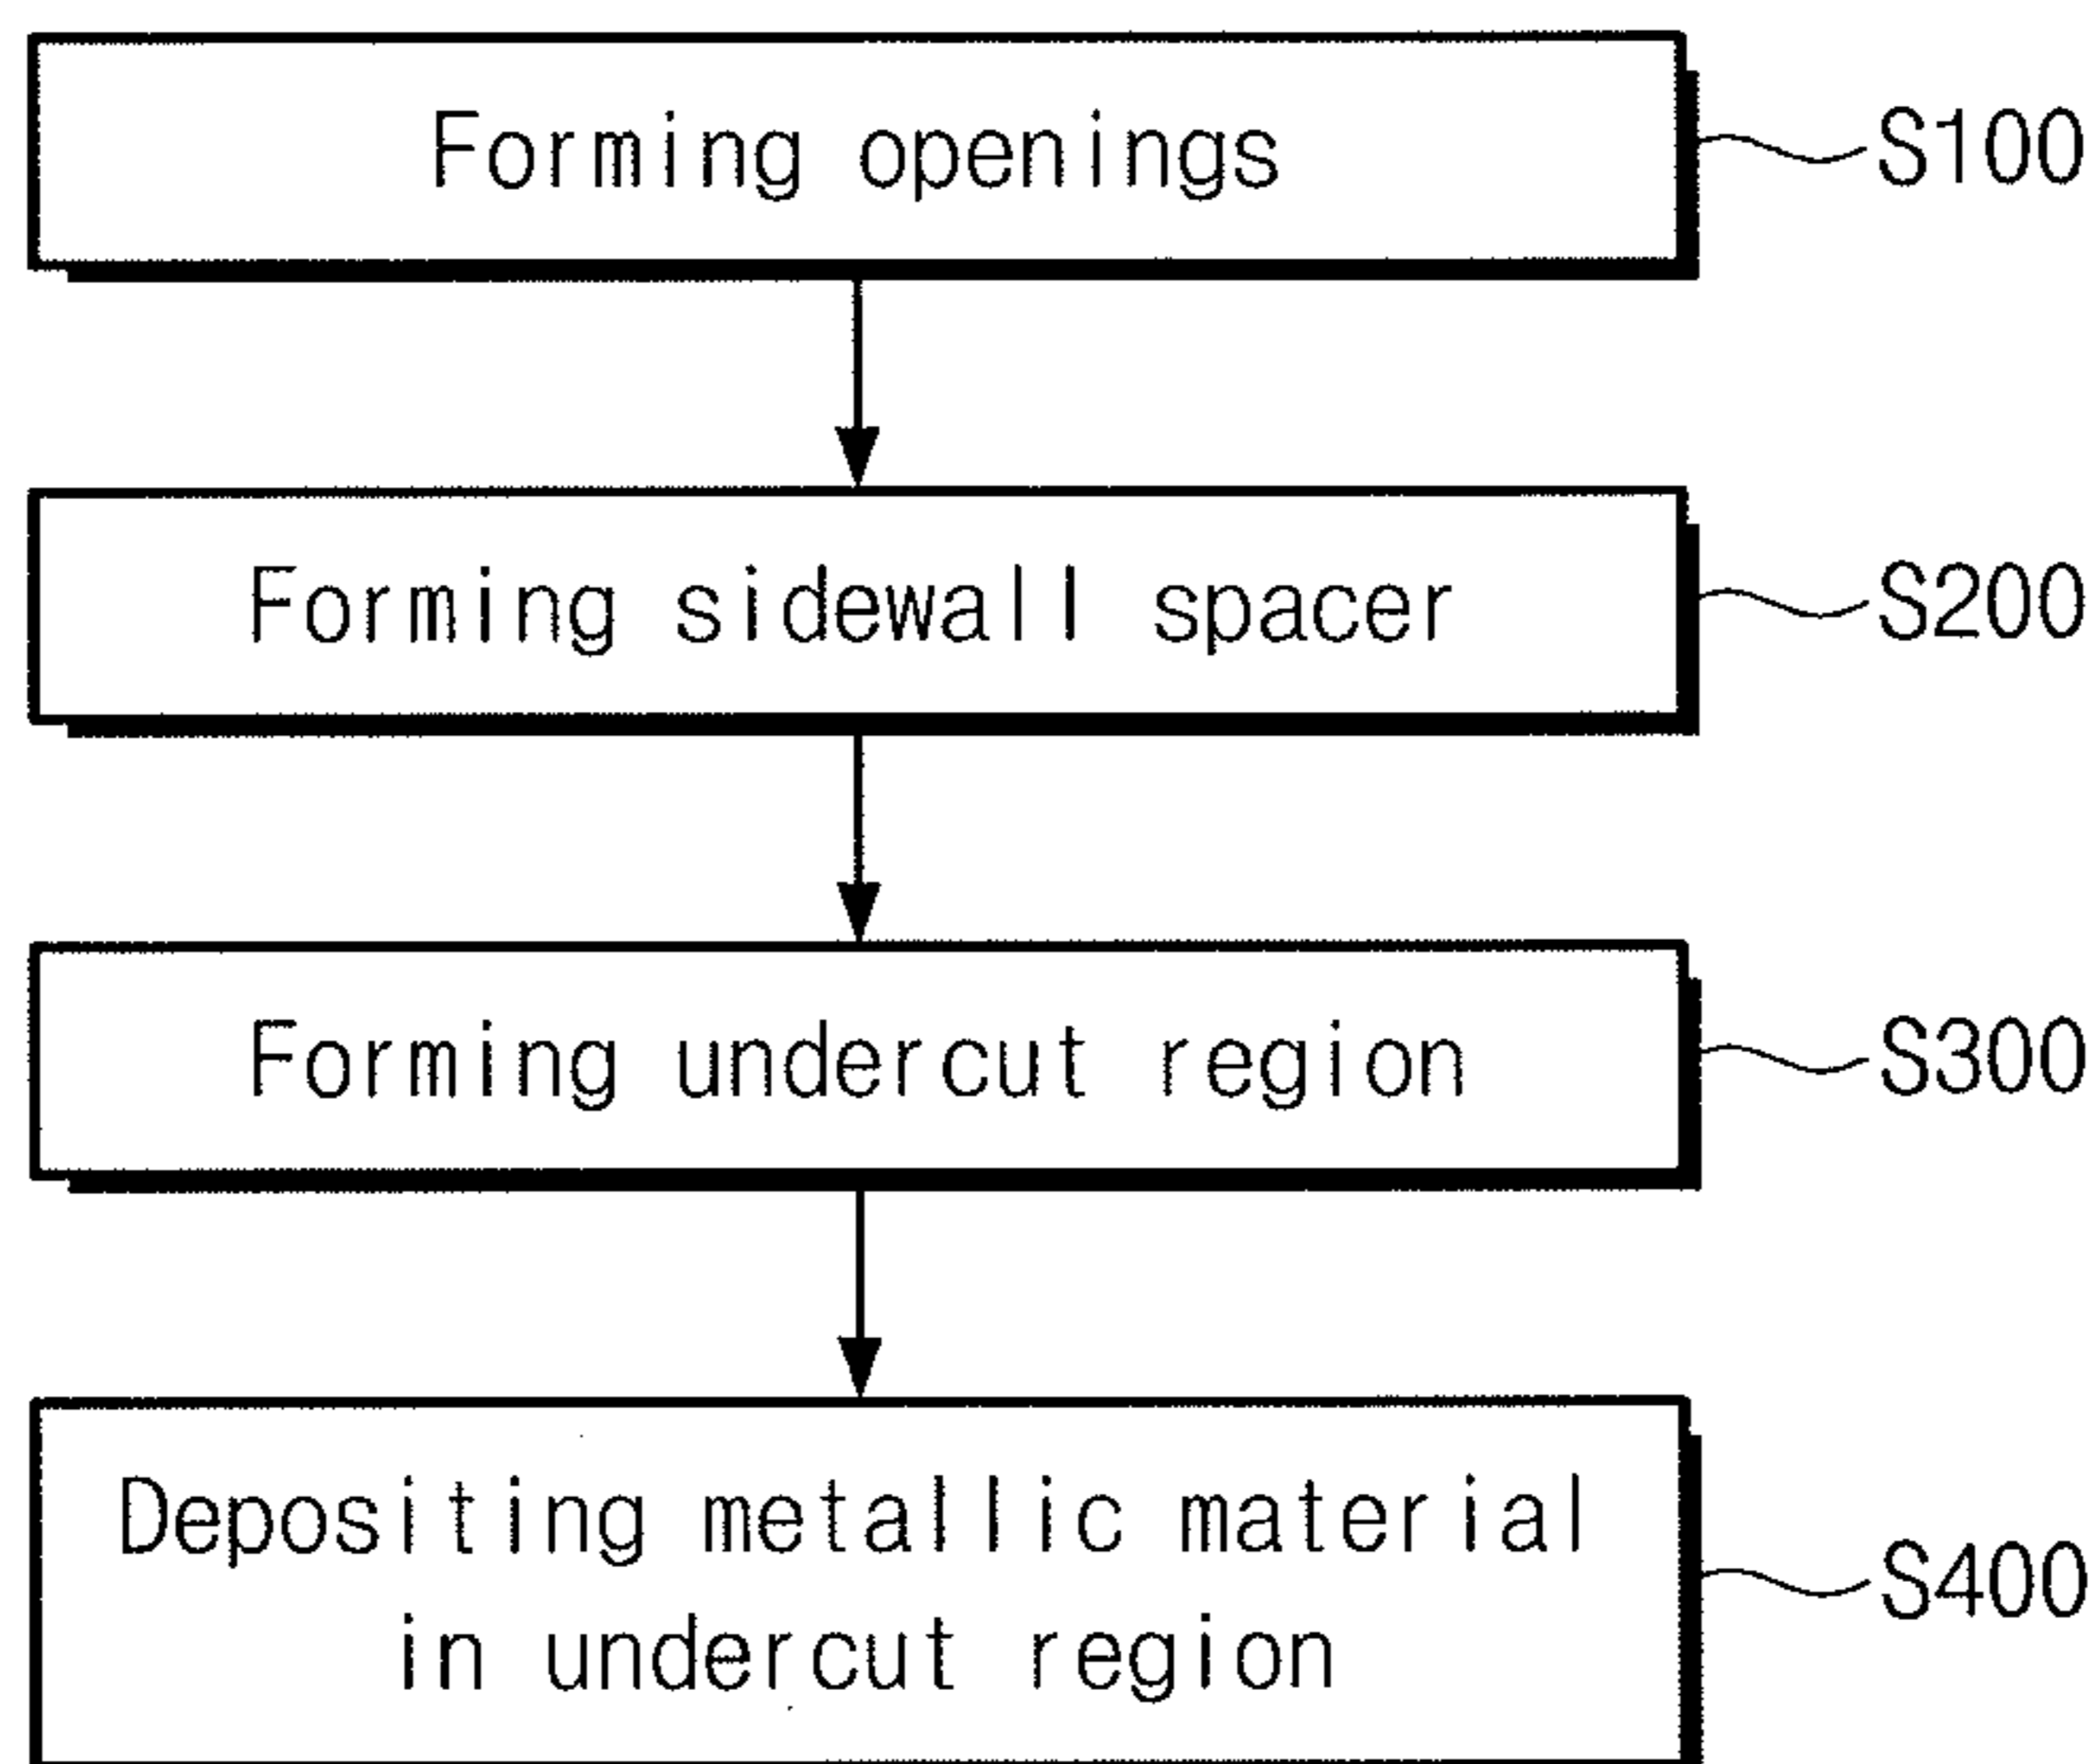 Forming openings
S100
Forming sidewall spacer
S200
Forming undercut region
S300
Depositing metallic material
in undercut region
S400